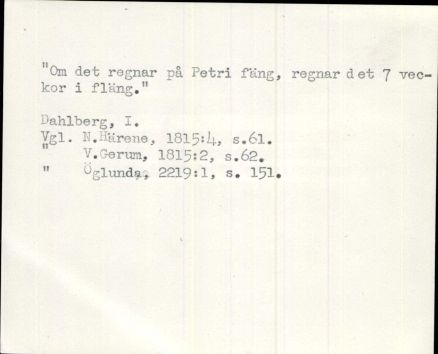 "Om det regnar på Petri fäng, regnar det 7 vec-
kor i fläng."
Dahlberg, I.
Vgl. N.Härene, 1815:4, s.61.
" V.Gerum, 1815:2, s.62.
" Öglunda, 2219:1, s. 151.